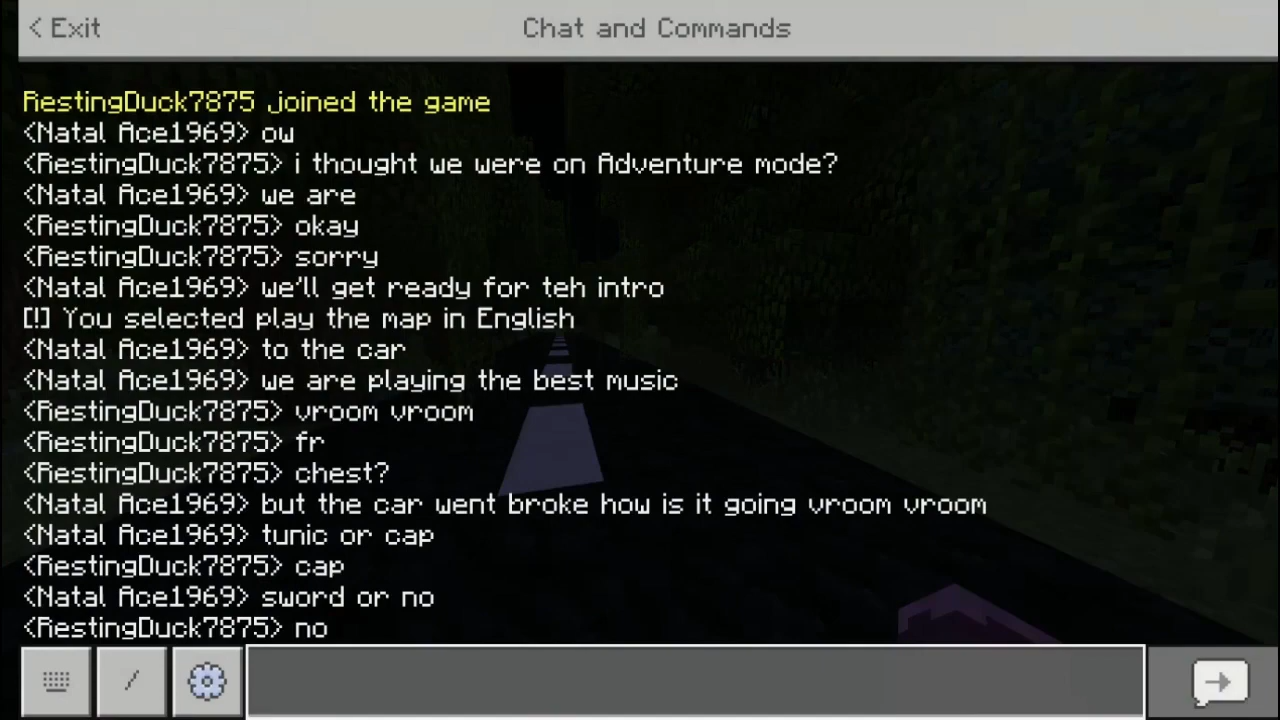 < Exit
Chat and Commands
RestingDuck7875 joined the game
<Natal Ace1969> ow
<RestingDuck7875> i thought we were on Adventure mode?
<Natal Ace1969> we are
<RestingDuck7875> okay
<RestingDuck7875> sorry
<Natal Ace1969> we'll get ready for teh intro
[!] You selected play the map in English
<Natal Ace1969> to the car
<Natal Ace1969> we are playing the best music
<RestingDuck7875> vroom vroom
<RestingDuck7875> fr
<RestingDuck7875> chest?
<Natal Ace1969> but the car went broke how is it going vroom vroom
<Natal Ace1969> tunic or cap
<RestingDuck7875> cap
<Natal Ace1969> sword or no
<RestingDuck7875> no
/